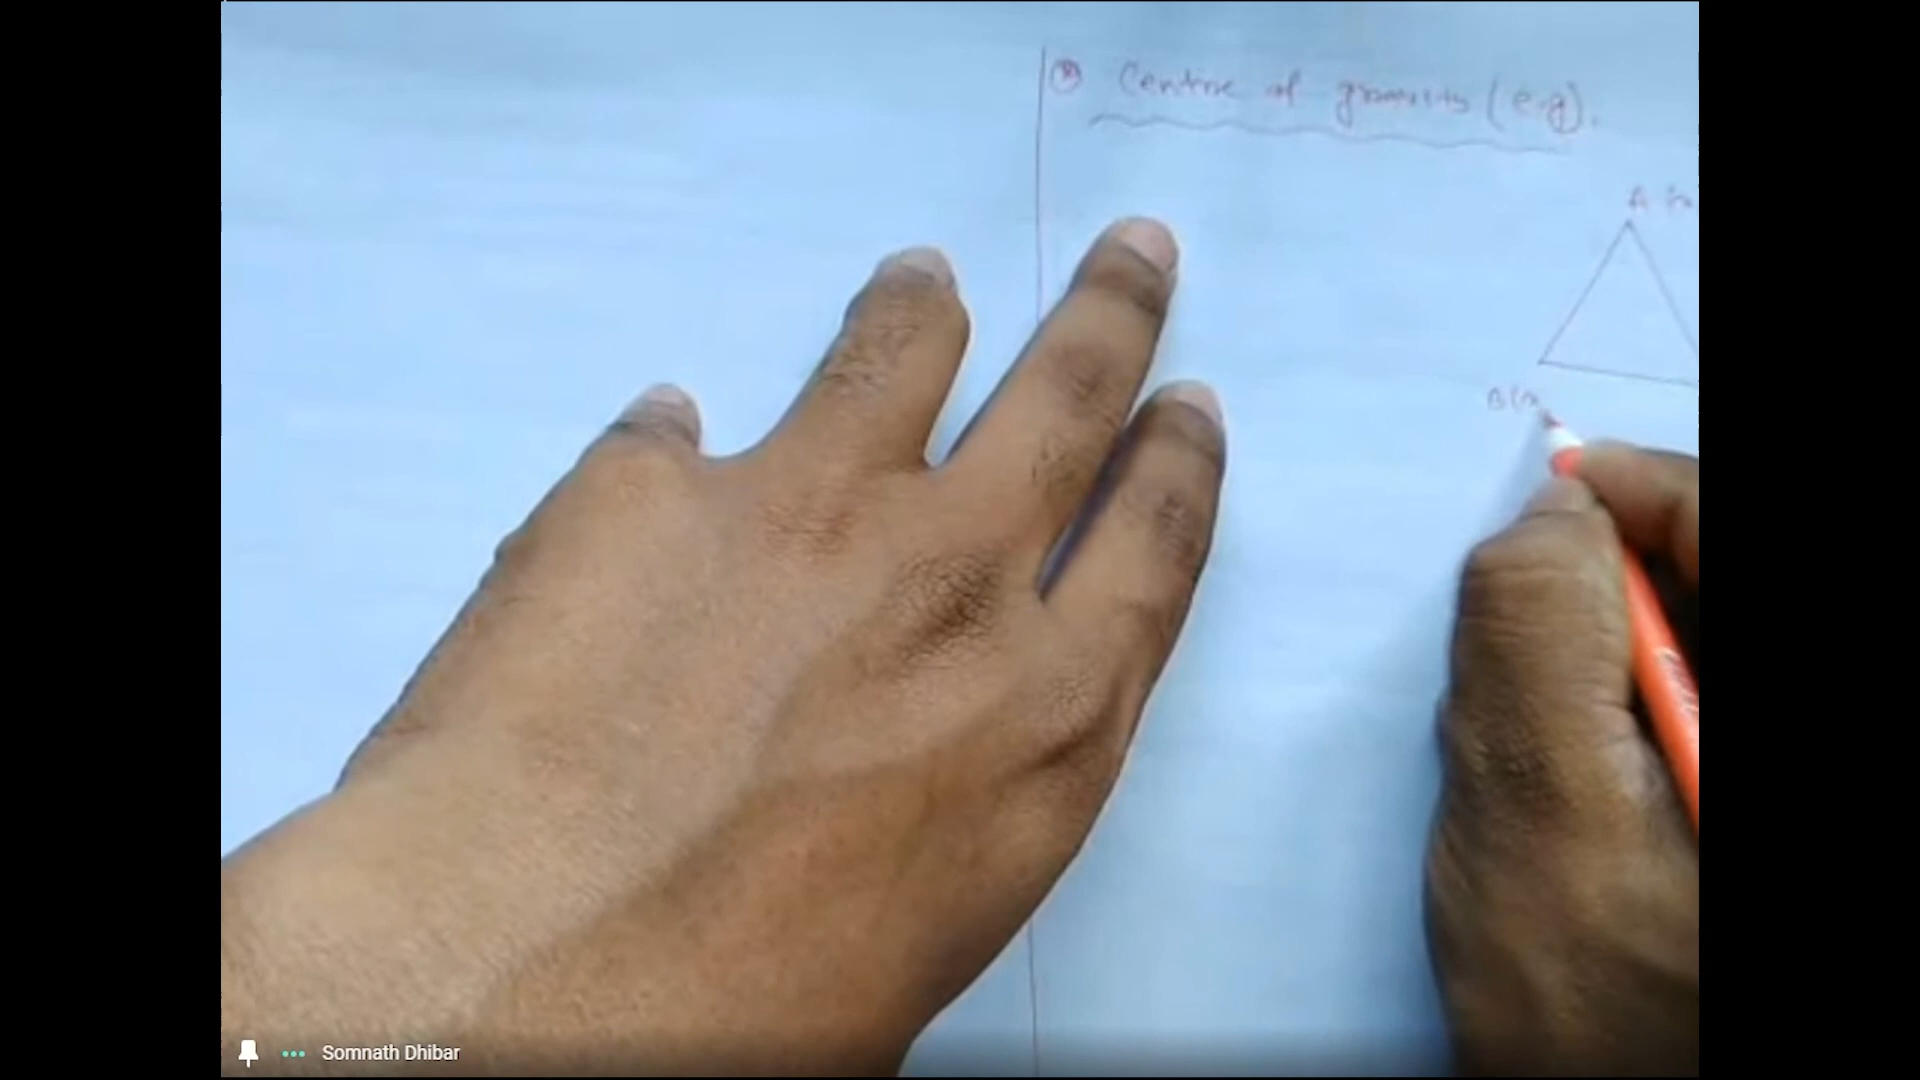 Centre of gravity (c.g).
A (x
B (x
Somnath Dhibar